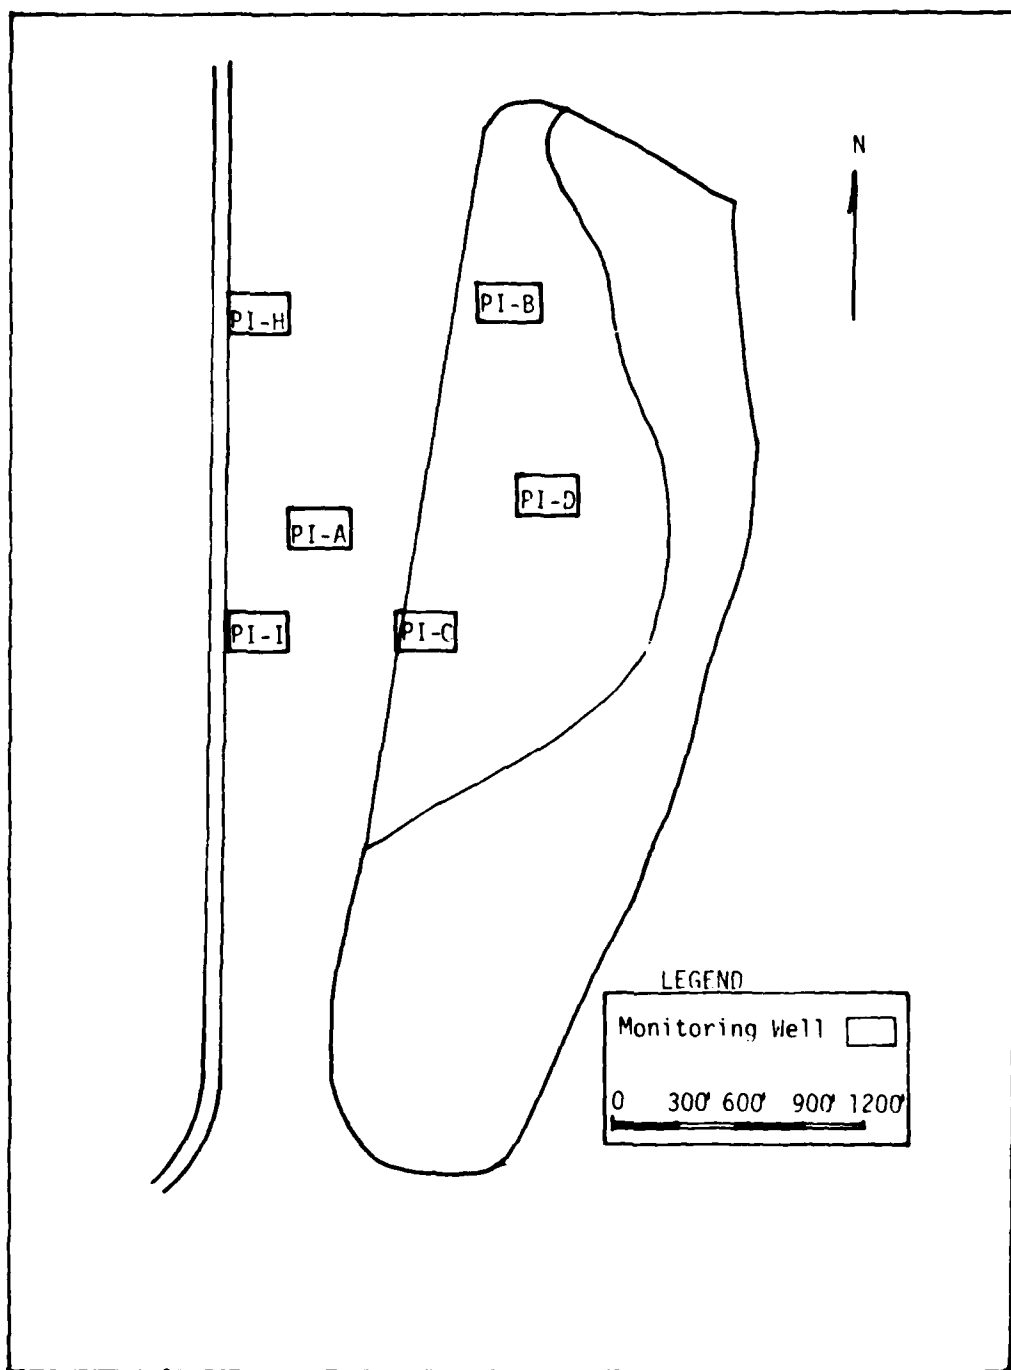 N
PI-B
PI-H
PI-D
PI-A
PI-I
PI-C
LEGEND
Monitoring Well
0 300' 600' 900' 1200'